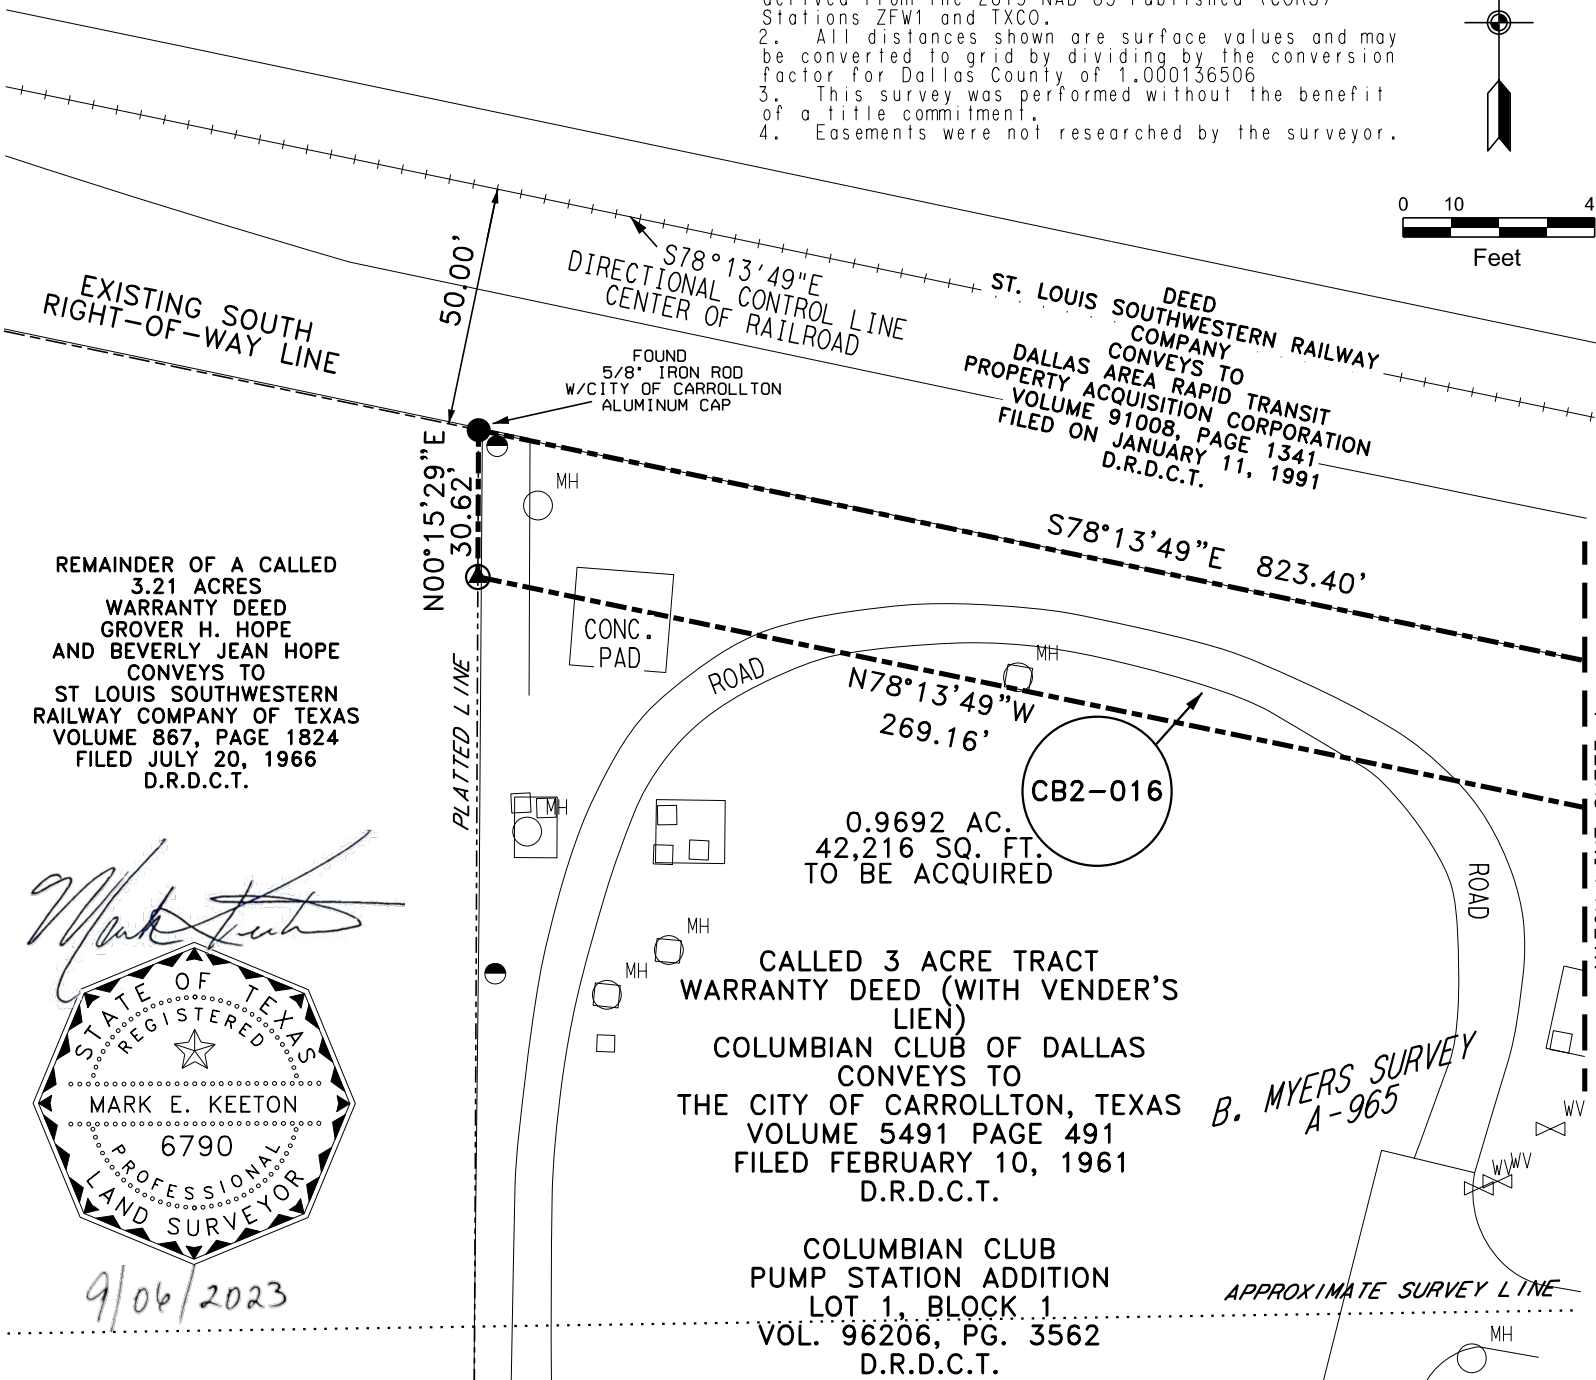 Stations ZFW1 and TXCO.
2. All distances shown are surface values and may
be converted to grid by dividing by the conversion
factor for Dallas County of 1.000136506
3. This survey was performed without the benefit
of a title commitment.
4. Easements were not researched by the surveyor.
0 10 4
Feet
50.00'
S78°13'49"E
DIRECTIONAL CONTROL LINE
CENTER OF RAILROAD
EXISTING SOUTH
RIGHT-OF-WAY LINE
DEED
ST. LOUIS SOUTHWESTERN RAILWAY
COMPANY
CONVEYS TO
DALLAS AREA RAPID TRANSIT
PROPERTY ACQUISITION CORPORATION
VOLUME 91008, PAGE 1341
FILED ON JANUARY 11, 1991
D.R.D.C.T.
FOUND
5/8" IRON ROD
W/CITY OF CARROLLTON
ALUMINUM CAP
N00°15'29"E
30.62'
MH
S78°13'49"E 823.40'
REMAINDER OF A CALLED
3.21 ACRES
WARRANTY DEED
GROVER H. HOPE
AND BEVERLY JEAN HOPE
CONVEYS TO
ST LOUIS SOUTHWESTERN
RAILWAY COMPANY OF TEXAS
VOLUME 867, PAGE 1824
FILED JULY 20, 1966
D.R.D.C.T.
CONC.
PAD
PLATTED LINE
ROAD
MH
N78°13'49"W
269.16'
CB2-016
MH
0.9692 AC.
42,216 SQ. FT.
TO BE ACQUIRED
ROAD
MH
MH
CALLED 3 ACRE TRACT
WARRANTY DEED (WITH VENDER'S
LIEN)
COLUMBIAN CLUB OF DALLAS
CONVEYS TO
THE CITY OF CARROLLTON, TEXAS
VOLUME 5491 PAGE 491
FILED FEBRUARY 10, 1961
D.R.D.C.T.
B. MYERS SURVEY
A-965
WV
WV
WV
Mark Keeton
STATE OF TEXAS
REGISTERED
MARK E. KEETON
6790
PROFESSIONAL
LAND SURVEYOR
9/06/2023
COLUMBIAN CLUB
PUMP STATION ADDITION
LOT 1, BLOCK 1
VOL. 96206, PG. 3562
D.R.D.C.T.
APPROXIMATE SURVEY LINE
MH